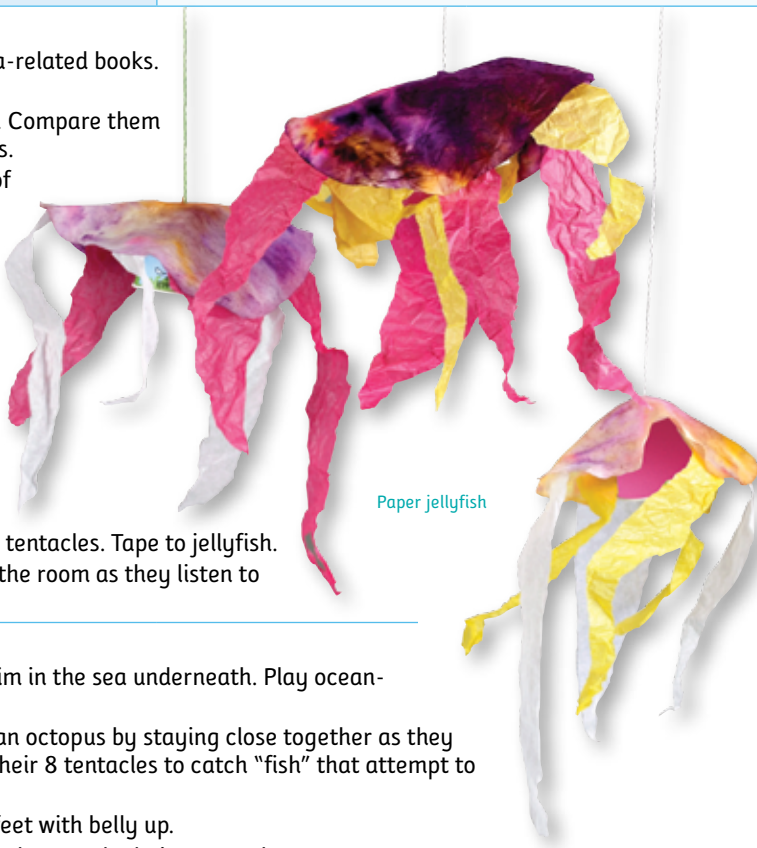 -related books.
. Compare them
s.
of
Paper jellyfish
tentacles. Tape to jellyfish.
the room as they listen to
im in the sea underneath. Play ocean-
an octopus by staying close together as they
heir 8 tentacles to catch “fish” that attempt to
feet with belly up.